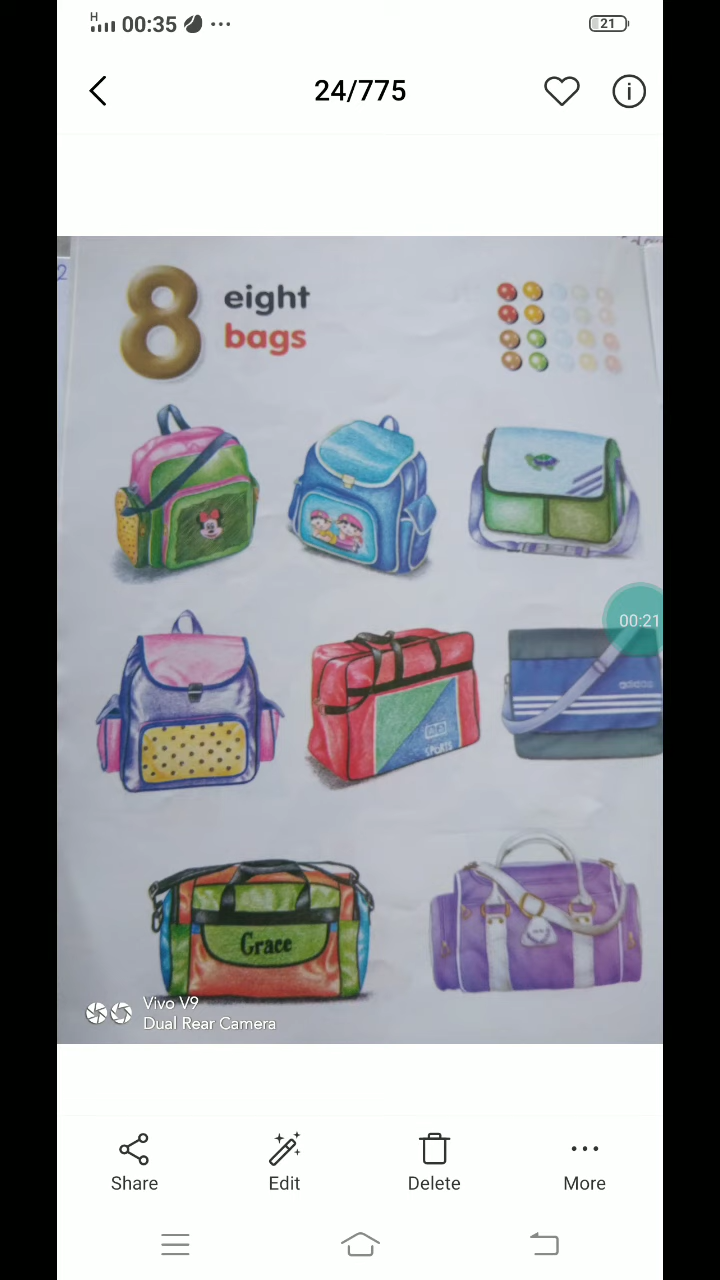 H 00:35 ...
21
24/775
8 eight
bags
00:21
adidas
SPORTS
Grace
Vivo V9
Dual Rear Camera
Share Edit Delete More